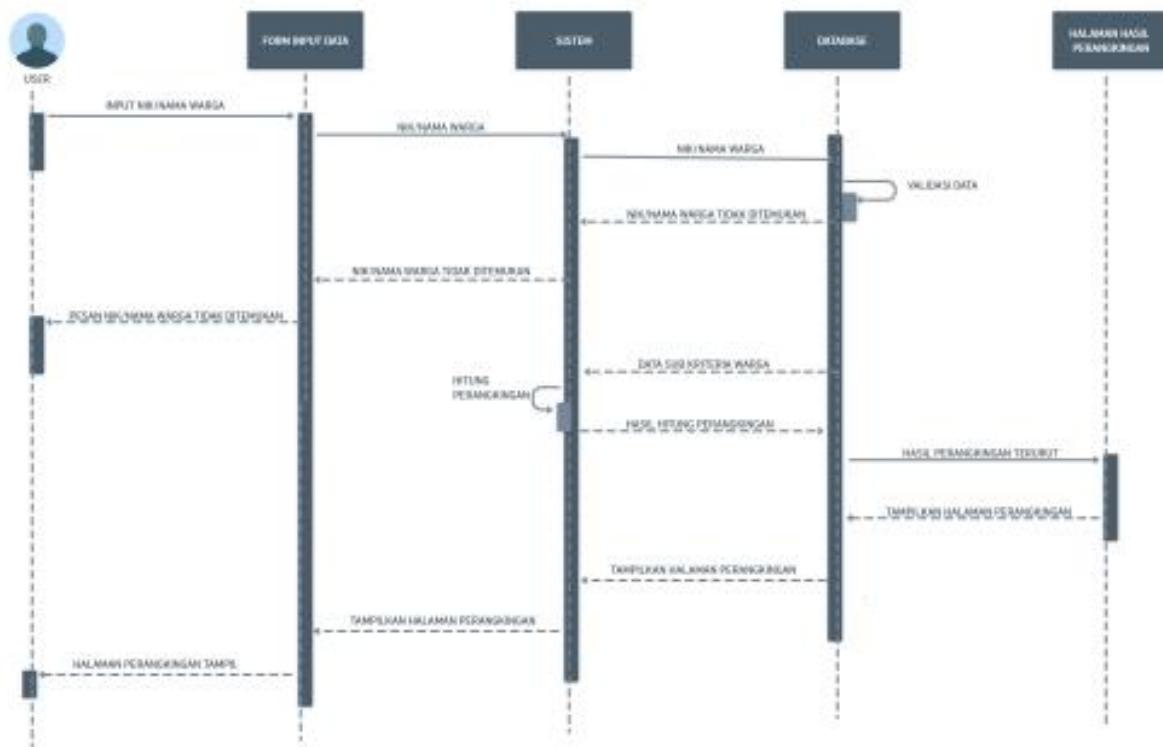 FORM INPUT DATA
SISTEM
DATABASE
HALAMAN HASIL
PERANGKINGAN
USER
INPUT NIK/NAMA WARGA
NIK/NAMA WARGA
NIK/NAMA WARGA
VALIDASI DATA
NIK/NAMA WARGA TIDAK DITEMUKAN
NIK/NAMA WARGA TIDAK DITEMUKAN
PESAN NIK/NAMA WARGA TIDAK DITEMUKAN
DATA SUB KRITERIA WARGA
HITUNG
PERANGKINGAN
HASIL HITUNG PERANGKINGAN
HASIL PERANGKINGAN TERURUT
TAMPILKAN HALAMAN PERANGKINGAN
TAMPILKAN HALAMAN PERANGKINGAN
TAMPILKAN HALAMAN PERANGKINGAN
HALAMAN PERANGKINGAN TAMPIL